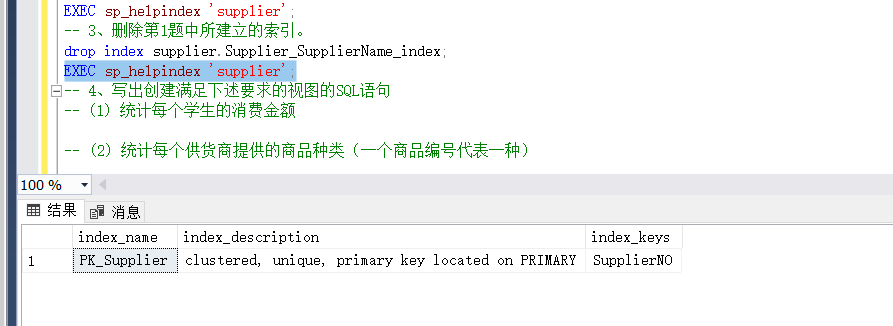 EXEC sp_helpindex 'supplier';
-- 3、删除第1题中所建立的索引。
drop index supplier.Supplier_SupplierName_index;
EXEC sp_helpindex 'supplier';
-- 4、写出创建满足下述要求的视图的SQL语句
-- (1) 统计每个学生的消费金额
-- (2) 统计每个供货商提供的商品种类（一个商品编号代表一种）
100 %
结果 消息
index_name index_description index_keys
1 PK_Supplier clustered, unique, primary key located on PRIMARY SupplierNO